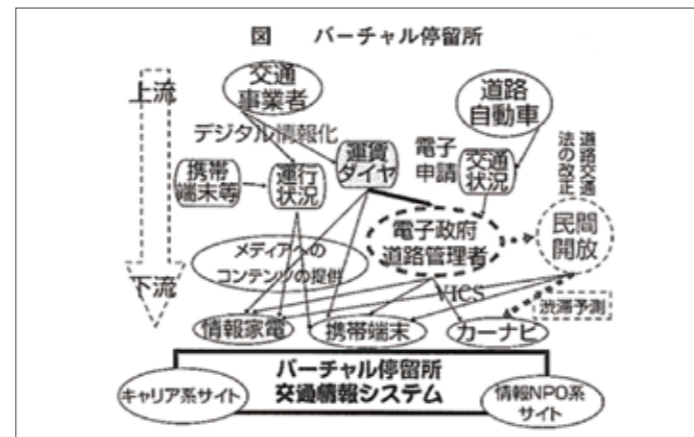 図　バーチャル停留所
上流
交通
事業者
道路
自動車
デジタル情報化
携帯
端末等
運行
状況
運賃
ダイヤ
電子
申請
交通
状況
道路交通
法の改正
電子政府
道路管理者
民間
開放
メディアへの
コンテンツの提供
下流
VICS
渋滞予測
情報家電
携帯端末
カーナビ
バーチャル停留所
交通情報システム
キャリア系サイト
情報NPO系
サイト